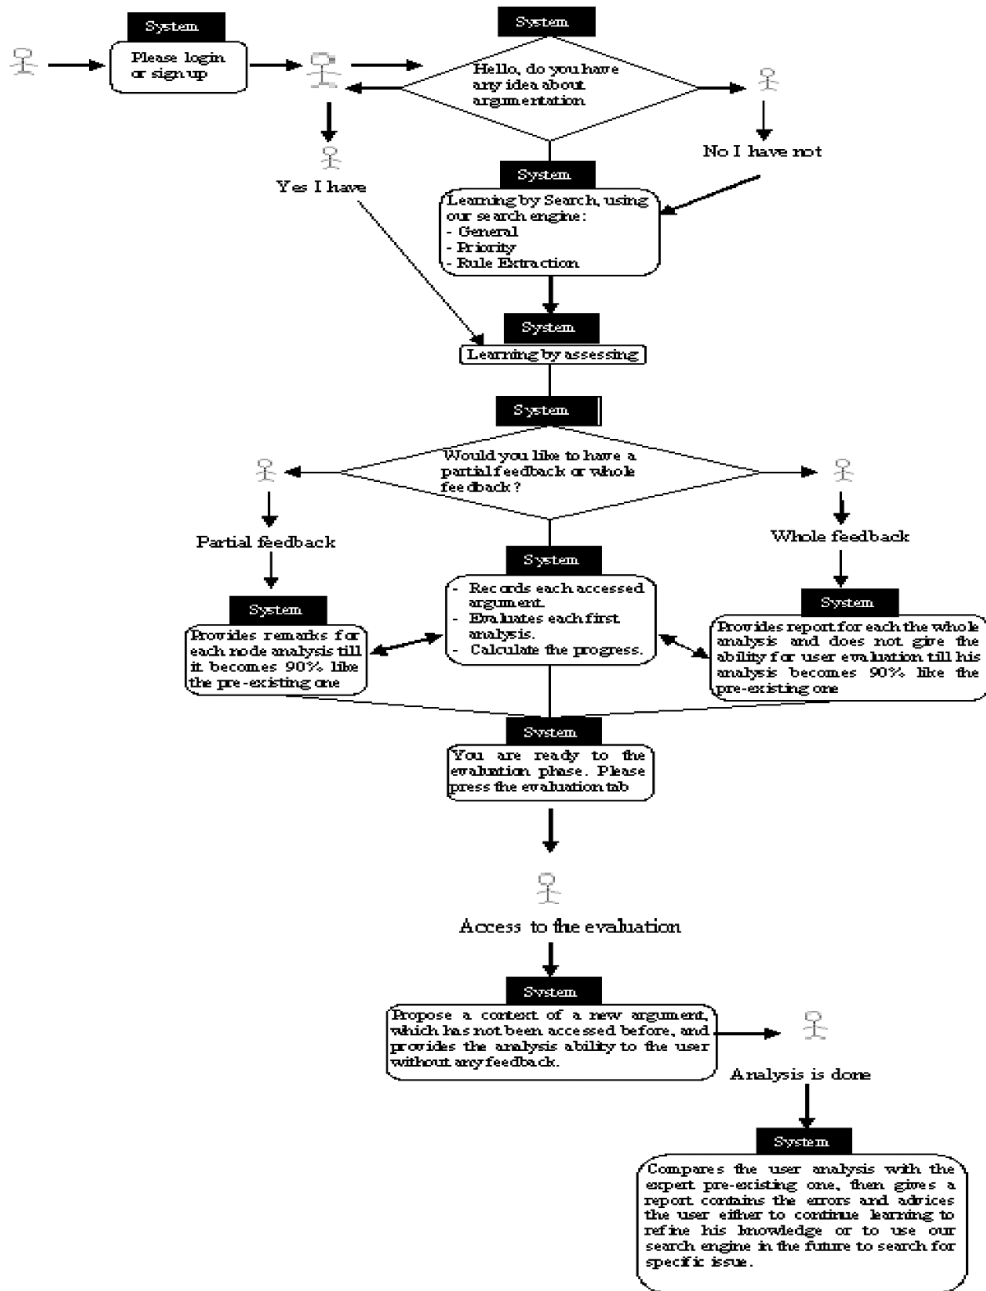 System
Please login
or sign up
System
Hello, do you have
any idea about
argumentation
No I have not
Yes I have
System
Learning by Search, using
our search engine:
- General
- Priority
- Rule Extraction
System
Learning by assessing
System
Would you like to have a
partial feedback or whole
feedback?
Partial feedback
Whole feedback
System
Provides remarks for
each node analysis till
it becomes 90% like
the pre-existing one
System
- Records each accessed
argument.
- Evaluates each first
analysis.
- Calculate the progress.
System
Provides report for each the whole
analysis and does not give the
ability for user evaluation till his
analysis becomes 90% like the
pre-existing one
System
You are ready to the
evaluation phase. Please
press the evaluation tab
Access to the evaluation
System
Propose a context of a new argument,
which has not been accessed before, and
provides the analysis ability to the user
without any feedback.
Analysis is done
System
Compares the user analysis with the
expert pre-existing one, then gives a
report contains the errors and advices
the user either to continue learning to
refine his knowledge or to use our
search engine in the future to search for
specific issue.